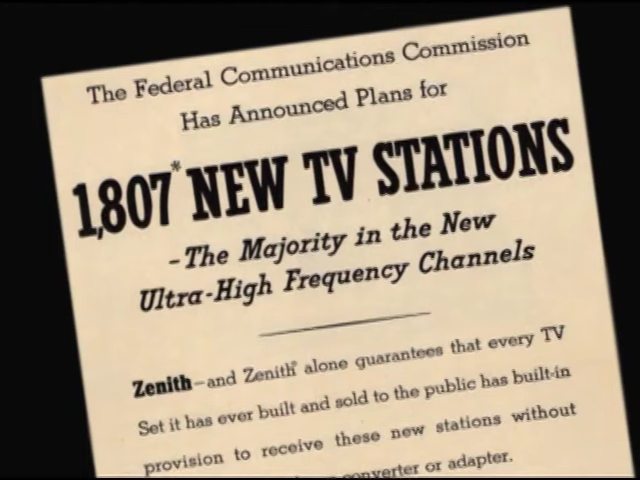 The Federal Communications Commission
Has Announced Plans for
1,807* NEW TV STATIONS
-The Majority in the New
Ultra-High Frequency Channels
Zenith-and Zenith® alone guarantees that every TV
Set it has ever built and sold to the public has built-in
provision to receive these new stations without
converter or adapter.